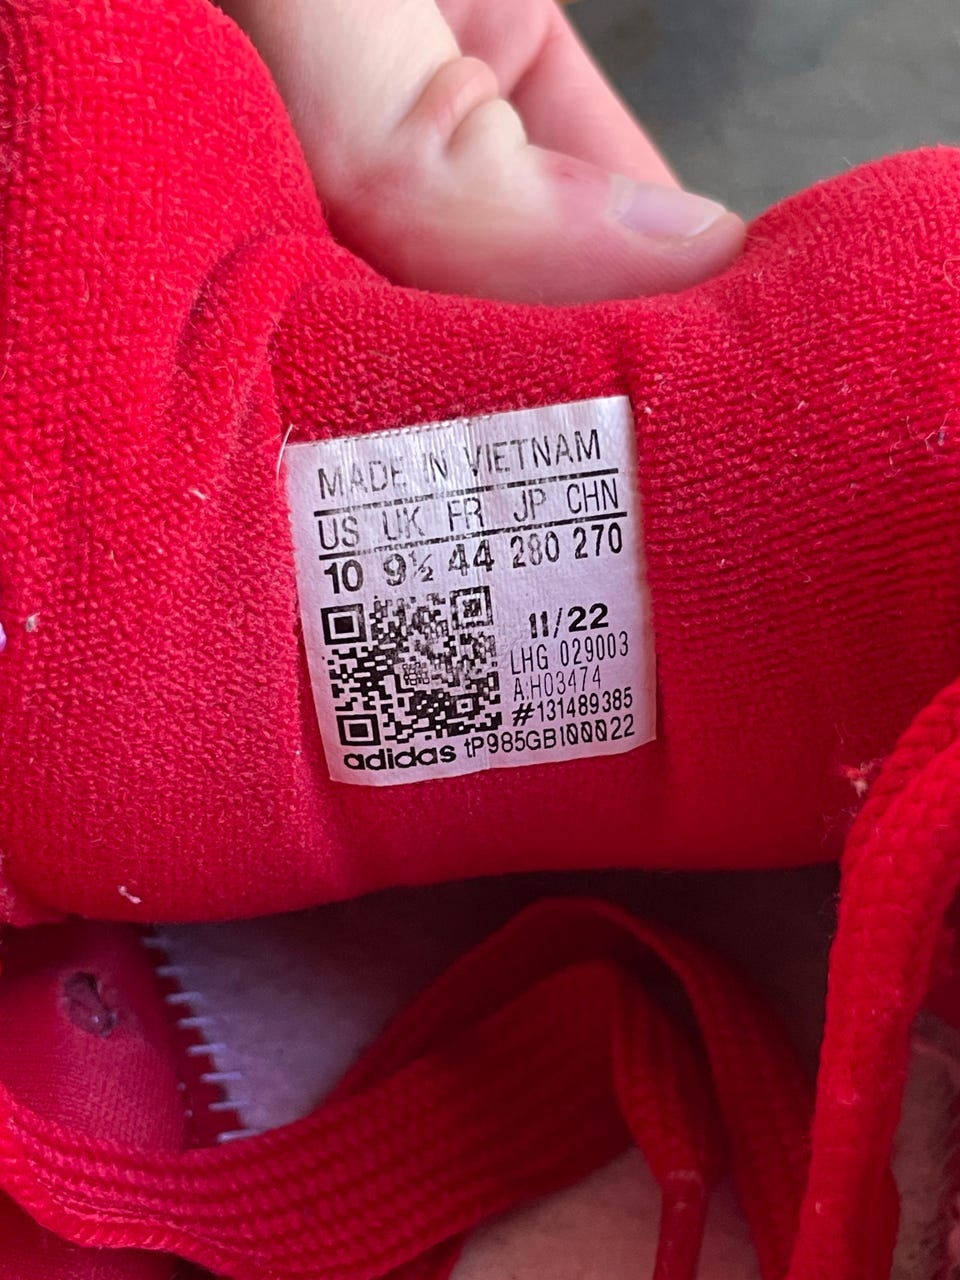 MADE IN VIETNAM
US UK FR JP CHN
10 9½ 44 280 270
11/22
LHG 029003
A:H03474
#131489385
adidas tP985GB100022